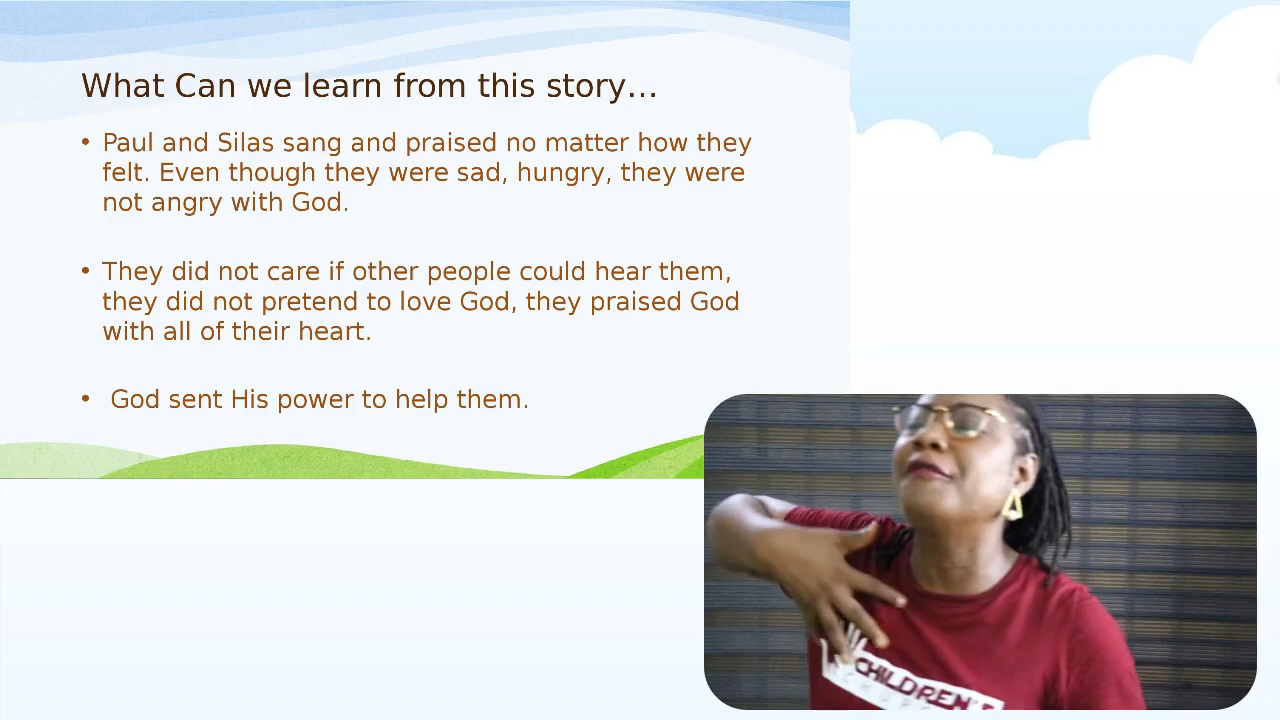 What Can we learn from this story...
• Paul and Silas sang and praised no matter how they
felt. Even though they were sad, hungry, they were
not angry with God.
• They did not care if other people could hear them,
they did not pretend to love God, they praised God
with all of their heart.
• God sent His power to help them.
CHILDREN'S